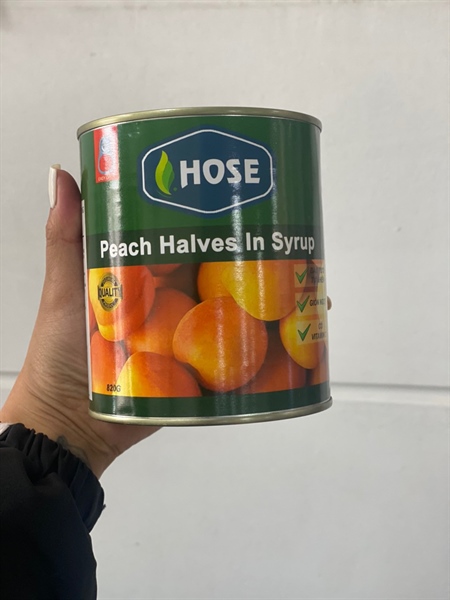 HOSE
Peach Halves In Syrup
QUALITY
820G